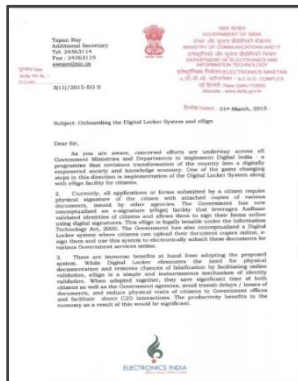 Tapan Ray
Additional Secretary
Tel: 24363114
Fax : 24362119
भारत सरकार
GOVERNMENT OF INDIA
MINISTRY OF COMMUNICATIONS AND IT
DEPARTMENT OF ELECTRONICS AND
INFORMATION TECHNOLOGY
ELECTRONICS NIKETAN
3(11)/2015-EG II
31st March, 2015
Subject: Onboarding the Digital Locker System and eSign
Dear Sir,
As you are aware, concerted efforts are underway across all
Government Ministries and Departments to implement Digital India – a
programme that envisions transformation of the country into a digitally
empowered society and knowledge economy. One of the game changing
steps in this direction is implementation of the Digital Locker System along
with eSign facility for citizens.
2. Currently, all applications or forms submitted by a citizen require
physical signature of the citizen with attached copies of various
documents, issued by other agencies. The Government has now
conceptualized an e-signature (eSign) facility that leverages Aadhaar
validated identities of citizens and allows them to sign their forms online
using digital signatures. This eSign is legally tenable under the Information
Technology Act, 2000. The Government has also conceptualized a Digital
Locker system where citizens can upload their document copies online, e-
sign them and use this system to electronically submit these documents for
various Government services online.
3. There are immense benefits at hand from adopting the proposed
system. While Digital Locker eliminates the need for physical
documentation and removes chances of falsification by facilitating online
validation, eSign is a simple and instantaneous mechanism of identity
validation. When adopted together, they save significant time of both
citizens as well as the Government agencies, avoid transit delays / losses
of documents, and reduce physical visits of citizens to Government offices
and facilitate direct C2G interactions. The productivity benefits to the
economy as a result of this would be significant.
ELECTRONICS INDIA